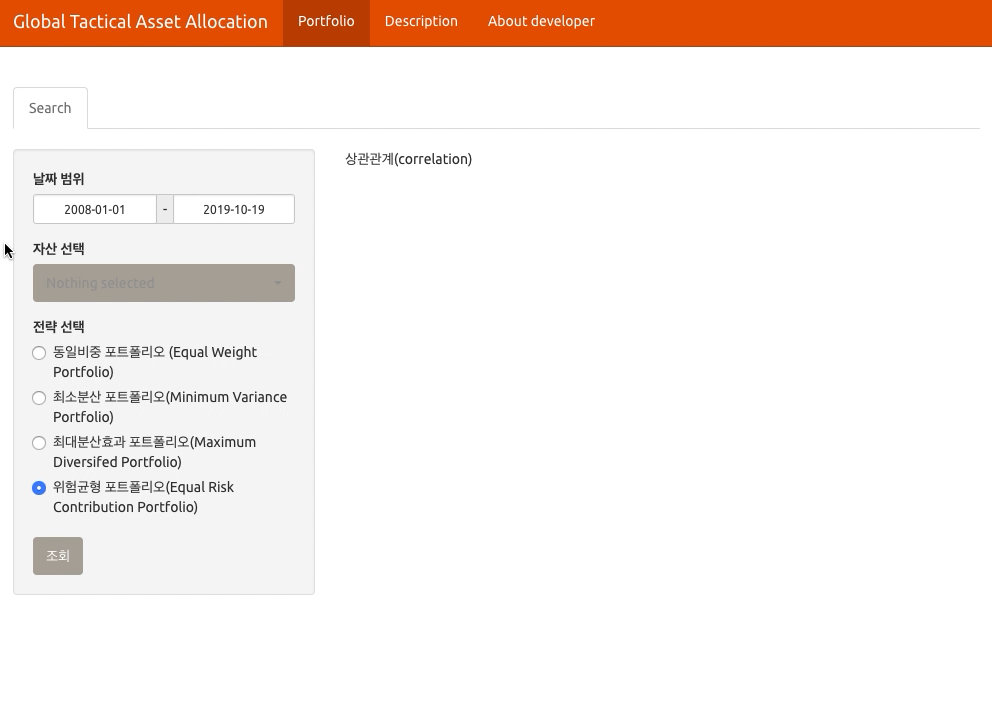 Global Tactical Asset Allocation Portfolio Description About developer
Search
날짜 범위
2008-01-01 - 2019-10-19
자산 선택
Nothing selected
전략 선택
동일비중 포트폴리오 (Equal Weight
Portfolio)
최소분산 포트폴리오(Minimum Variance
Portfolio)
최대분산효과 포트폴리오(Maximum
Diversifed Portfolio)
위험균형 포트폴리오(Equal Risk
Contribution Portfolio)
조회
상관관계(correlation)